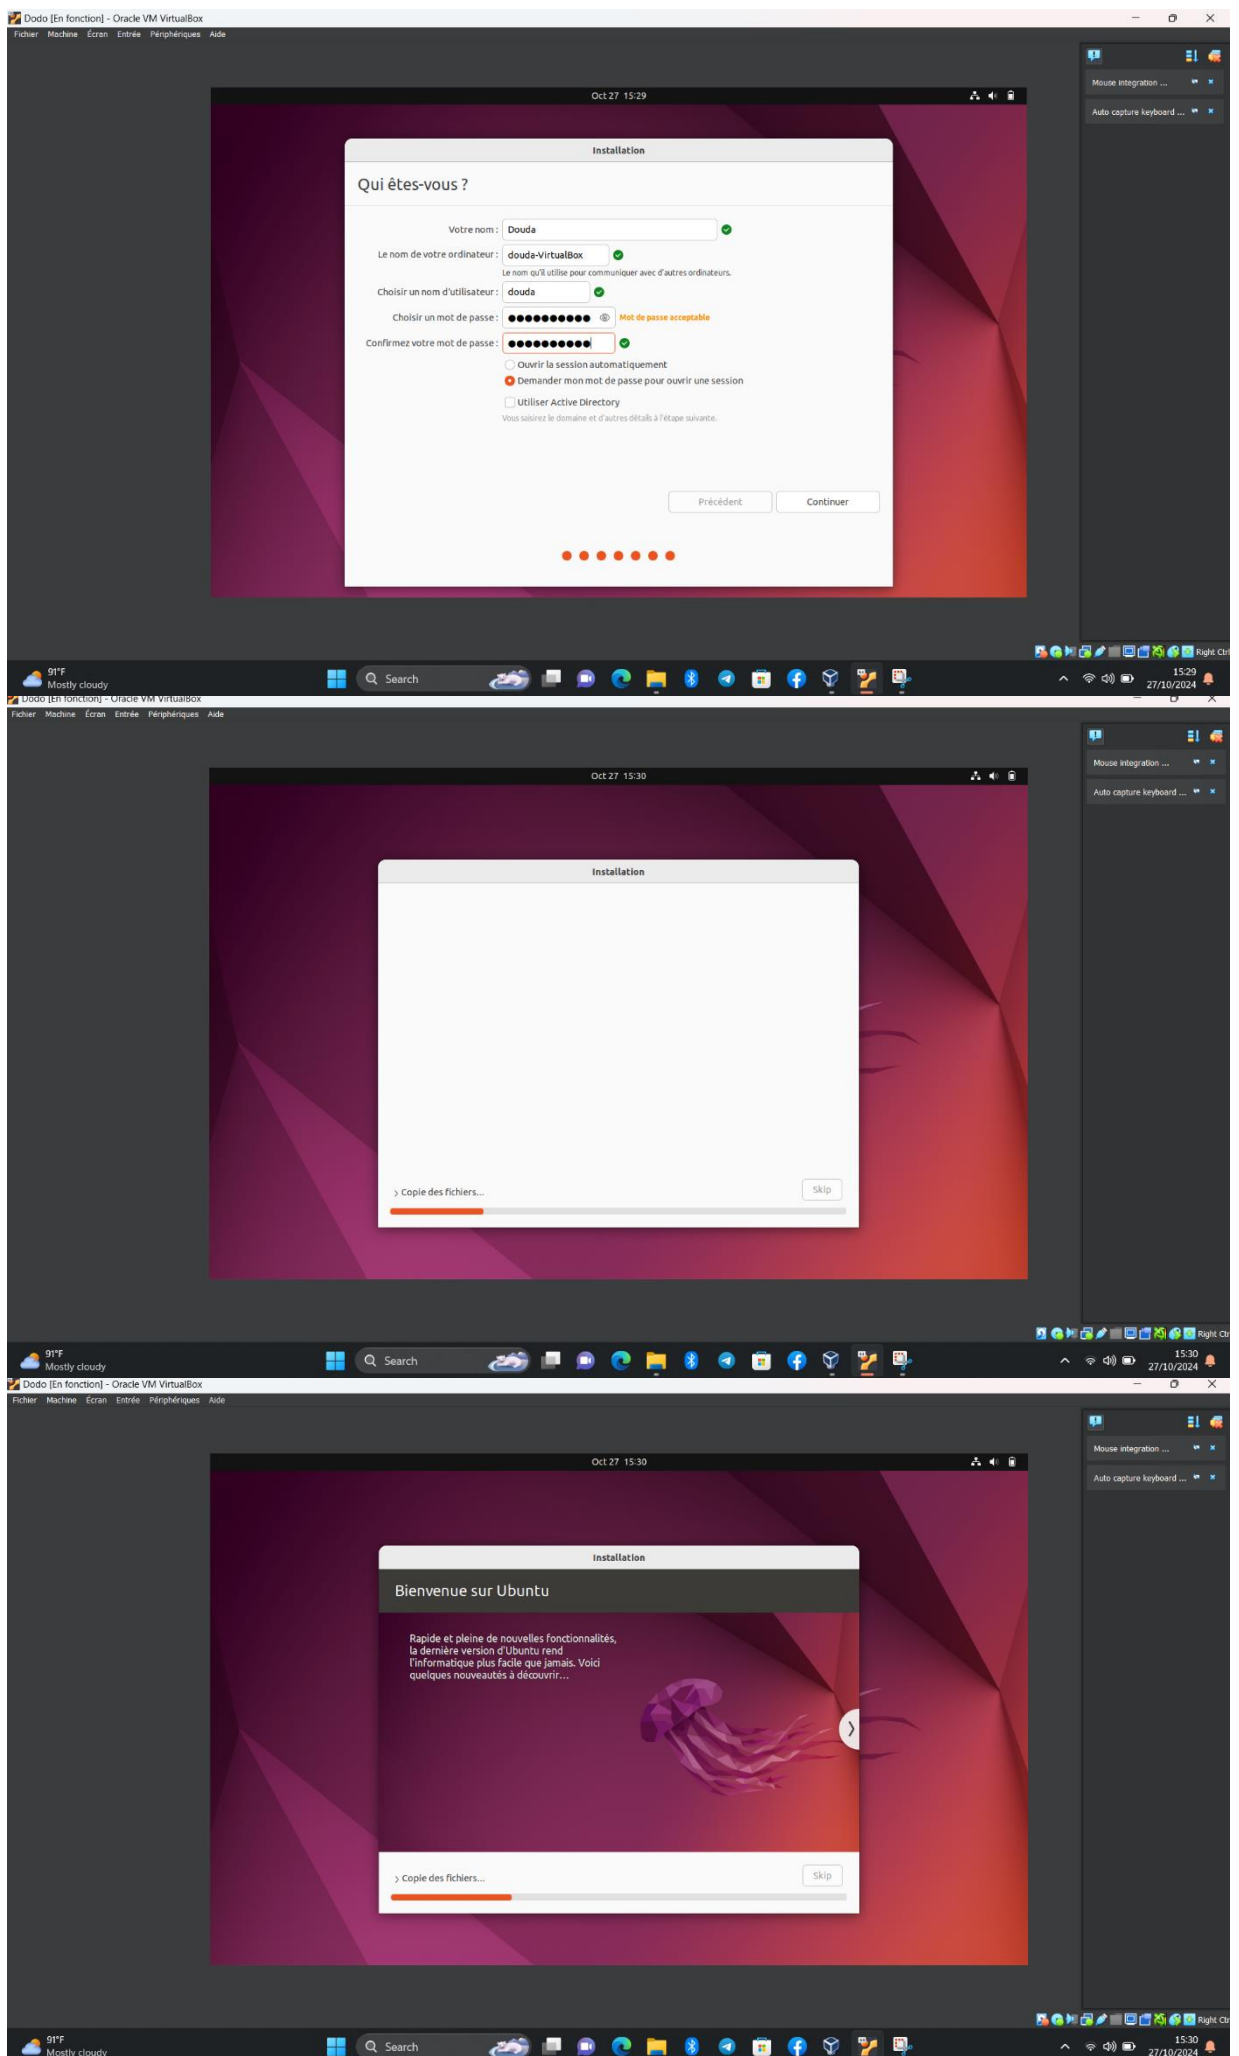 Dodo [En fonction] - Oracle VM VirtualBox
Fichier Machine Écran Entrée Périphériques Aide
Mouse integration ...
Auto capture keyboard ...
Oct 27 15:29
Installation
Qui êtes-vous ?
Votre nom : Douda
Le nom de votre ordinateur : douda-VirtualBox
Le nom qu'il utilise pour communiquer avec d'autres ordinateurs.
Choisir un nom d'utilisateur : douda
Choisir un mot de passe : ●●●●●●●●●● Mot de passe acceptable
Confirmez votre mot de passe : ●●●●●●●●●●
Ouvrir la session automatiquement
Demander mon mot de passe pour ouvrir une session
Utiliser Active Directory
Vous saisirez le domaine et d'autres détails à l'étape suivante.
Précédent Continuer
Right Ctrl
91°F
Mostly cloudy
Search
15:29
27/10/2024
Dodo [En fonction] - Oracle VM VirtualBox
Fichier Machine Écran Entrée Périphériques Aide
Mouse integration ...
Auto capture keyboard ...
Oct 27 15:30
Installation
> Copie des fichiers...
Skip
Right Ctr
91°F
Mostly cloudy
Search
15:30
27/10/2024
Dodo [En fonction] - Oracle VM VirtualBox
Fichier Machine Écran Entrée Périphériques Aide
Mouse integration ...
Auto capture keyboard ...
Oct 27 15:30
Installation
Bienvenue sur Ubuntu
Rapide et pleine de nouvelles fonctionnalités,
la dernière version d'Ubuntu rend
l'informatique plus facile que jamais. Voici
quelques nouveautés à découvrir...
> Copie des fichiers...
Skip
Right Ctr
91°F
Mostly cloudy
Search
15:30
27/10/2024